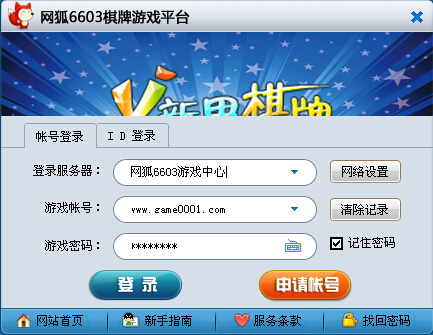 网狐6603棋牌游戏平台
新界棋牌
帐号登录 ID 登录
登录服务器： 网狐6603游戏中心 网络设置
游戏帐号： www.game0001.com 清除记录
游戏密码： ******** 记住密码
登录 申请帐号
网站首页 新手指南 服务条款 找回密码